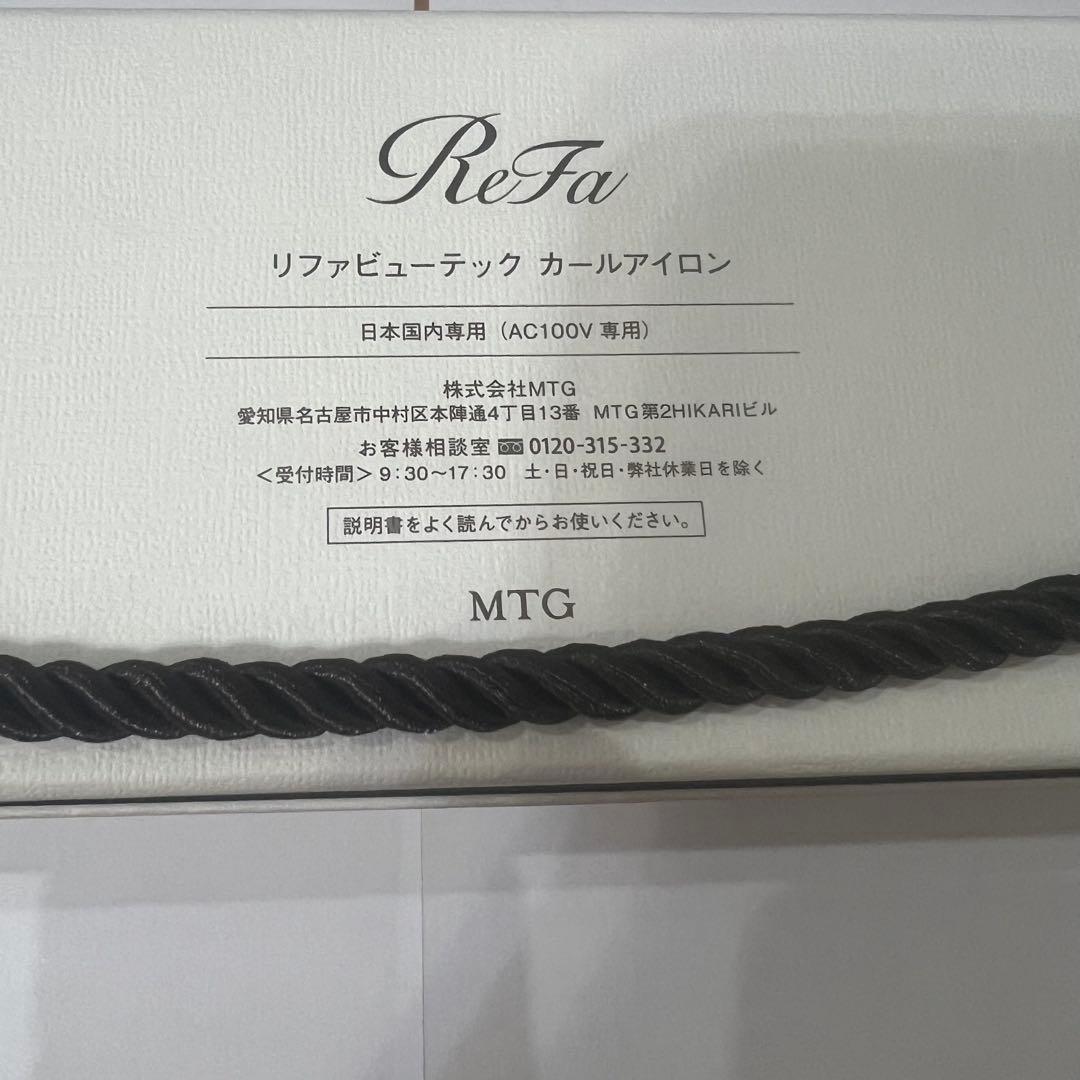 ReFa
リファビューテック カールアイロン
日本国内専用（AC100V 専用）
株式会社MTG
愛知県名古屋市中村区本陣通4丁目13番 MTG第2HIKARIビル
お客様相談室 0120-315-332
＜受付時間＞9：30～17：30 土・日・祝日・弊社休業日を除く
説明書をよく読んでからお使いください。
MTG